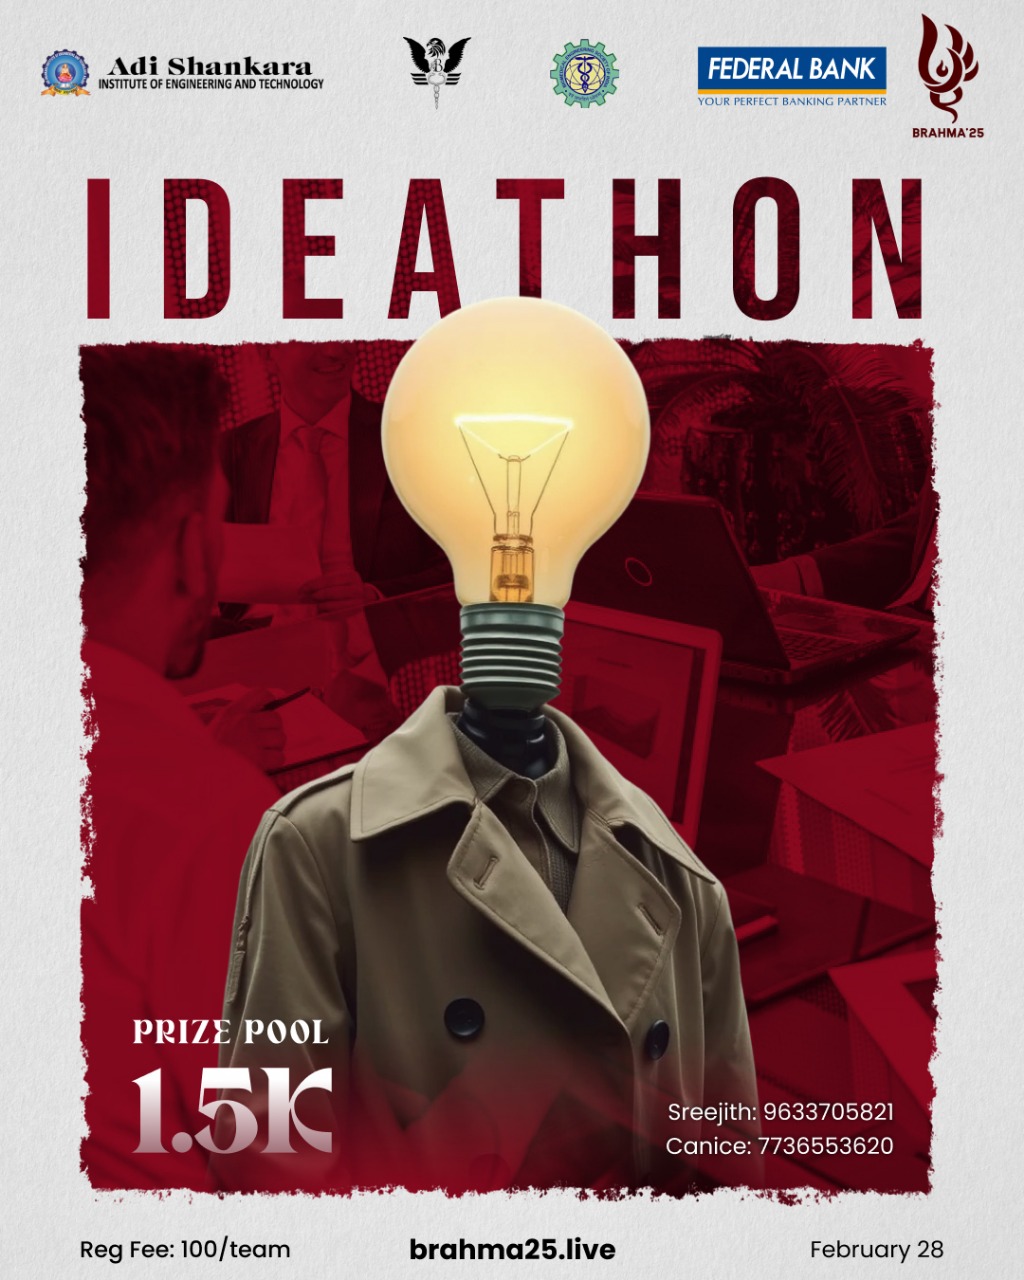 Adi Shankara
INSTITUTE OF ENGINEERING AND TECHNOLOGY
FEDERAL BANK
YOUR PERFECT BANKING PARTNER
BRAHMA'25
IDEATHON
PRIZE POOL
1.5K
Sreejith: 9633705821
Canice: 7736553620
Reg Fee: 100/team
brahma25.live
February 28